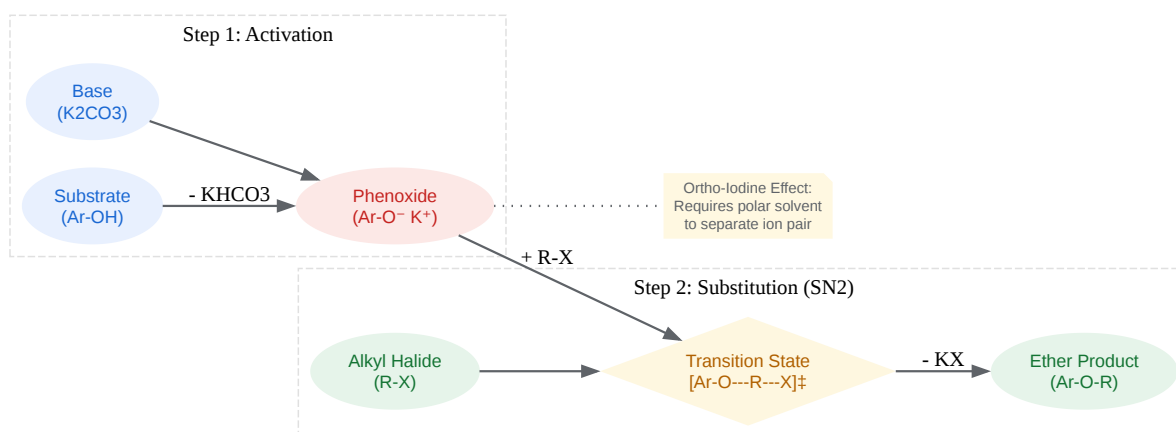 Step 1: Activation
Base
(K2CO3)
Substrate
(Ar-OH)
- KHCO3
Phenoxide
(Ar-O⁻ K⁺)
Ortho-Iodine Effect:
Requires polar solvent
to separate ion pair
+ R-X
Step 2: Substitution (SN2)
Alkyl Halide
(R-X)
Transition State
[Ar-O---R---X]‡
- KX
Ether Product
(Ar-O-R)